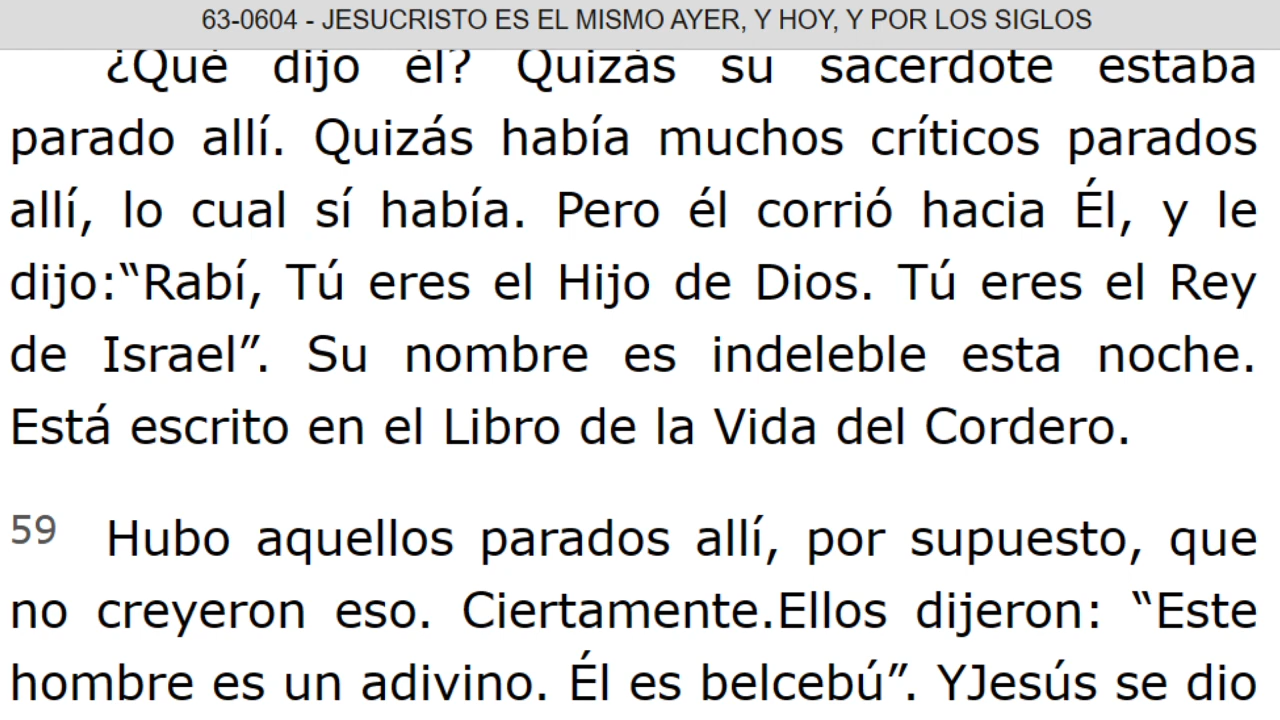 63-0604 - JESUCRISTO ES EL MISMO AYER, Y HOY, Y POR LOS SIGLOS
¿Qué dijo él? Quizás su sacerdote estaba
parado allí. Quizás había muchos críticos parados
allí, lo cual sí había. Pero él corrió hacia Él, y le
dijo:“Rabí, Tú eres el Hijo de Dios. Tú eres el Rey
de Israel”. Su nombre es indeleble esta noche.
Está escrito en el Libro de la Vida del Cordero.
59 Hubo aquellos parados allí, por supuesto, que
no creyeron eso. Ciertamente.Ellos dijeron: “Este
hombre es un adivino. Él es belcebú”. YJesús se dio